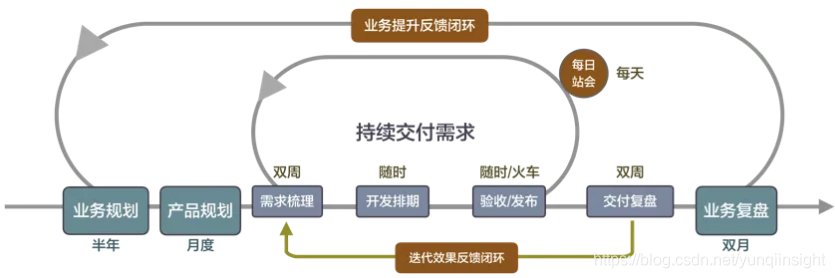 业务提升反馈闭环
每日
站会
每天
持续交付需求
双周
随时
随时/火车
双周
业务规划
产品规划
需求梳理
开发排期
验收/发布
交付复盘
业务复盘
半年
月度
双月
迭代效果反馈闭环
https://blog.csdn.net/yunqiinsight